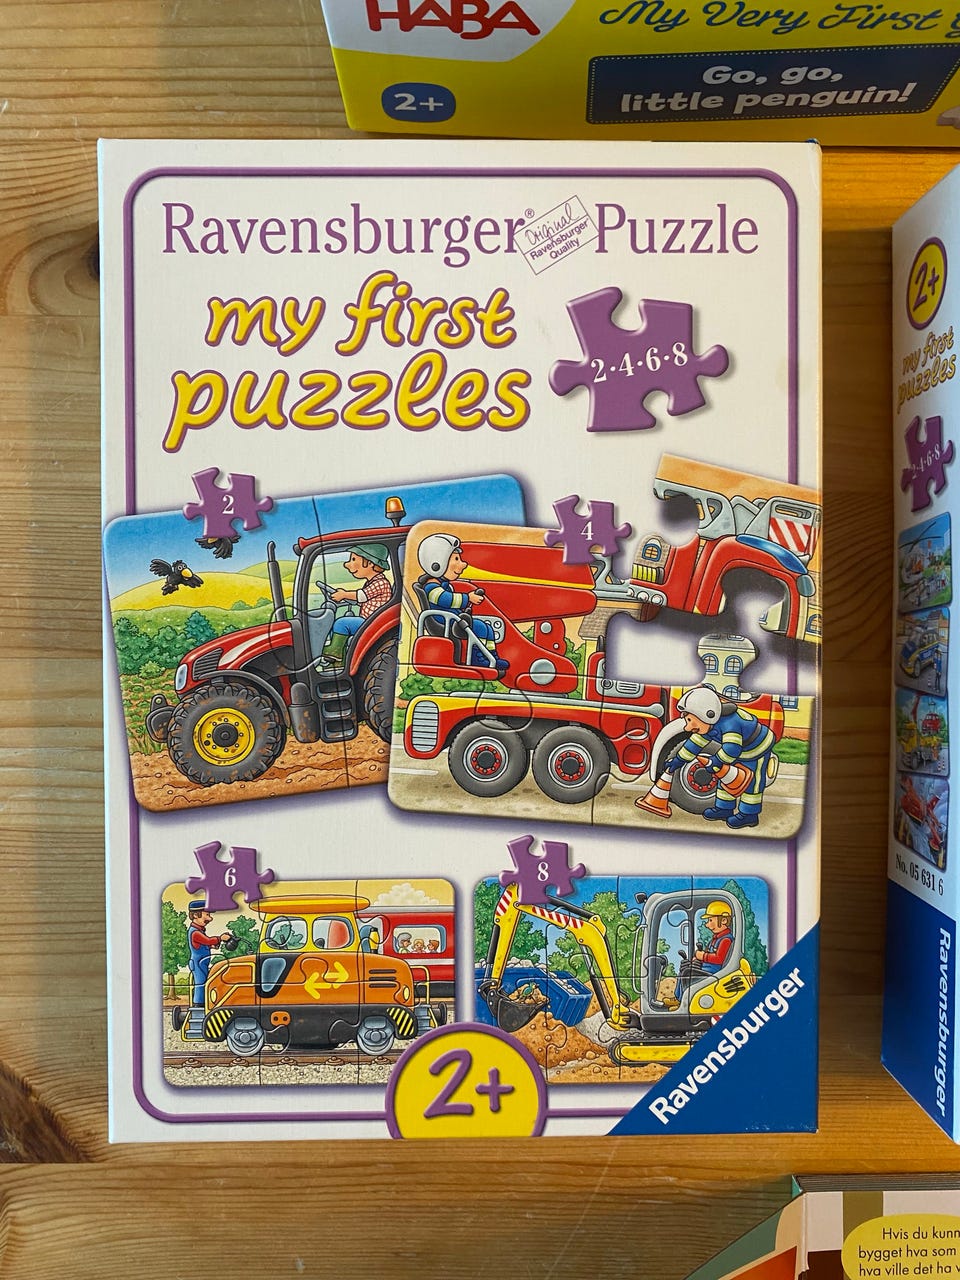 HABA
My Very First
2+
Go, go,
little penguin!
Ravensburger® Puzzle
Original
Ravensburger
Quality
my first
puzzles
2·4·6·8
2
4
6
8
2+
Ravensburger
2+
my first
puzzles
2·4·6·8
No. 05 631 6
Ravensburger
Hvis du kunn
bygget hva som
hva ville det ha v